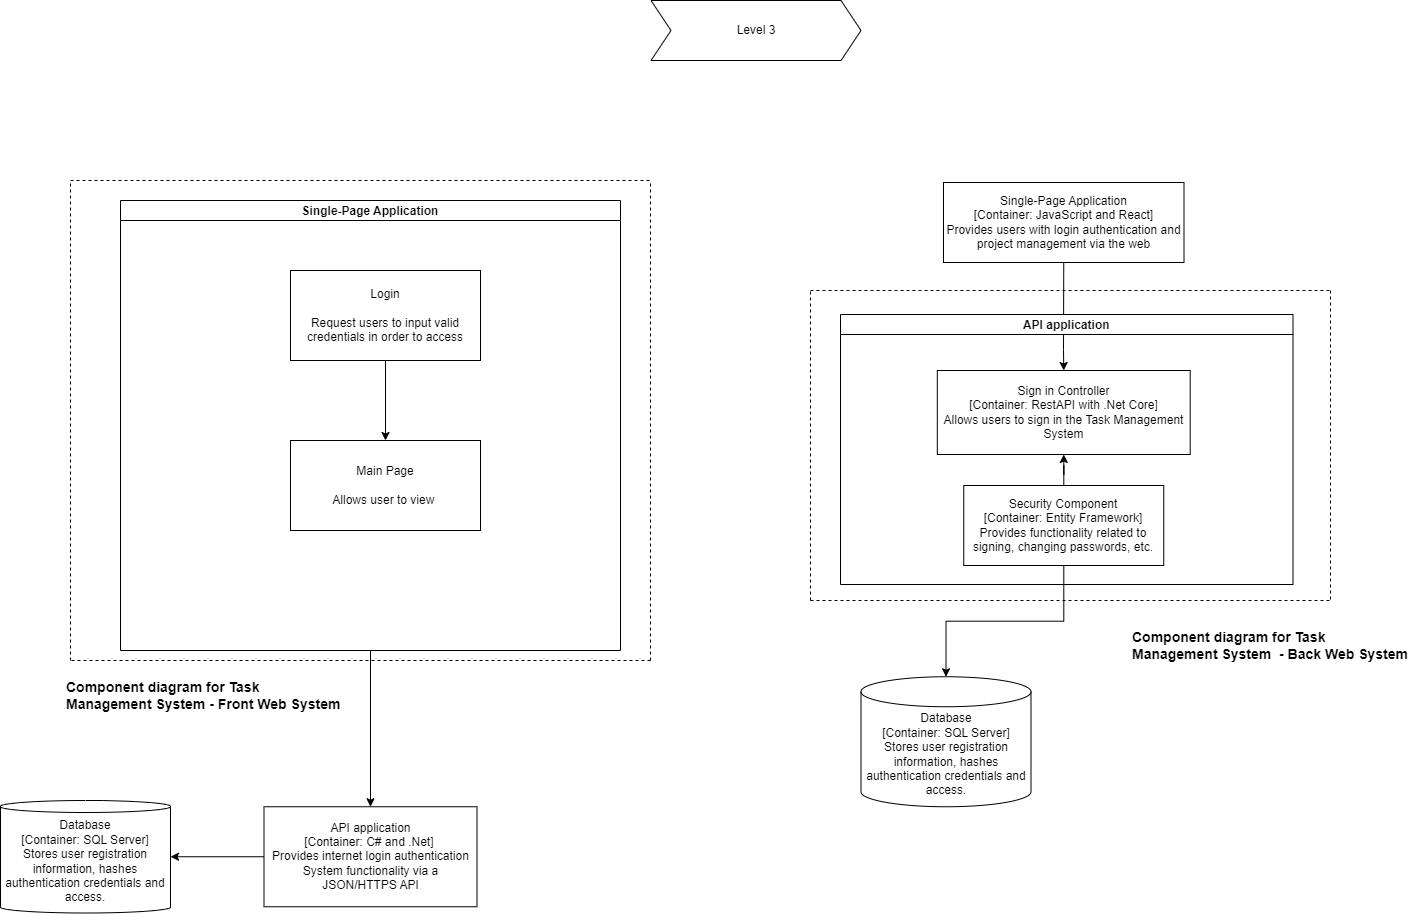 Level 3
Single-Page Application
Login
Request users to input valid
credentials in order to access
Main Page
Allows user to view
Component diagram for Task
Management System - Front Web System
Database
[Container: SQL Server]
Stores user registration
information, hashes
authentication credentials and
access.
API application
[Container: C# and .Net]
Provides internet login authentication
System functionality via a
JSON/HTTPS API
Single-Page Application
[Container: JavaScript and React]
Provides users with login authentication and
project management via the web
API application
Sign in Controller
[Container: RestAPI with .Net Core]
Allows users to sign in the Task Management
System
Security Component
[Container: Entity Framework]
Provides functionality related to
signing, changing passwords, etc.
Component diagram for Task
Management System  - Back Web System
Database
[Container: SQL Server]
Stores user registration
information, hashes
authentication credentials and
access.